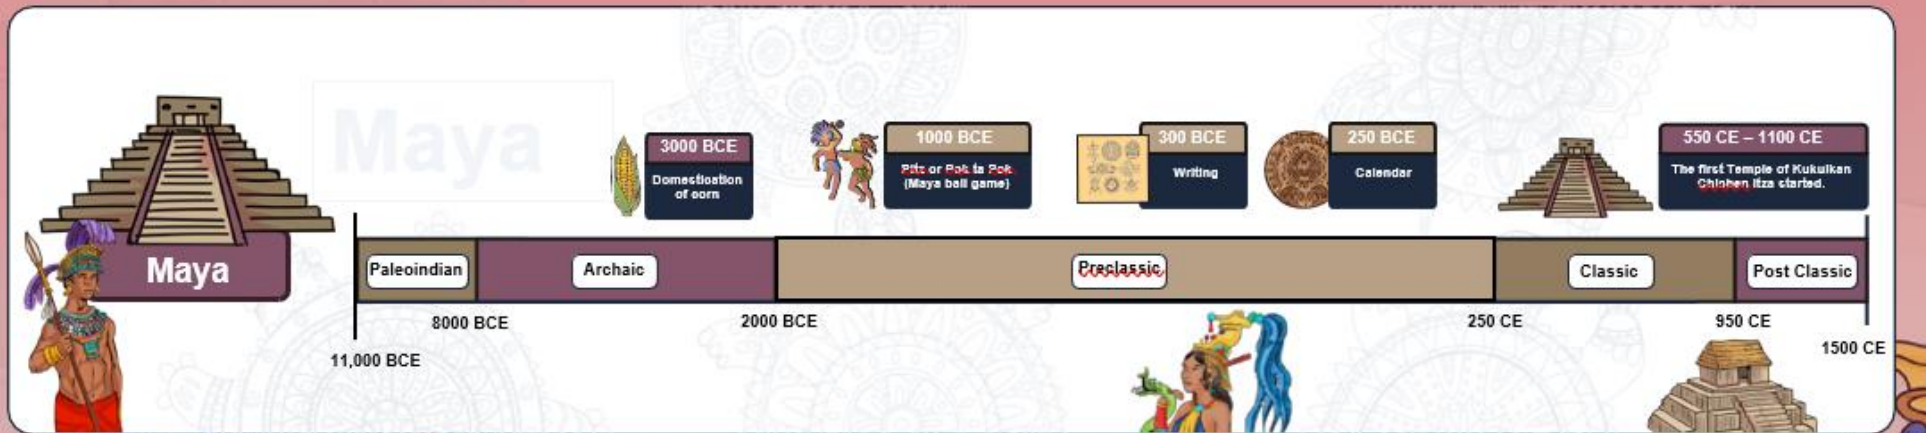 Maya
Maya
3000 BCE
Domestication
of corn
1000 BCE
Pitz or Pok ta Pok
(Maya ball game)
300 BCE
Writing
250 BCE
Calendar
550 CE – 1100 CE
The first Temple of Kukulkan
Chichen Itza started.
Paleoindian
Archaic
Preclassic
Classic
Post Classic
8000 BCE
2000 BCE
250 CE
950 CE
11,000 BCE
1500 CE